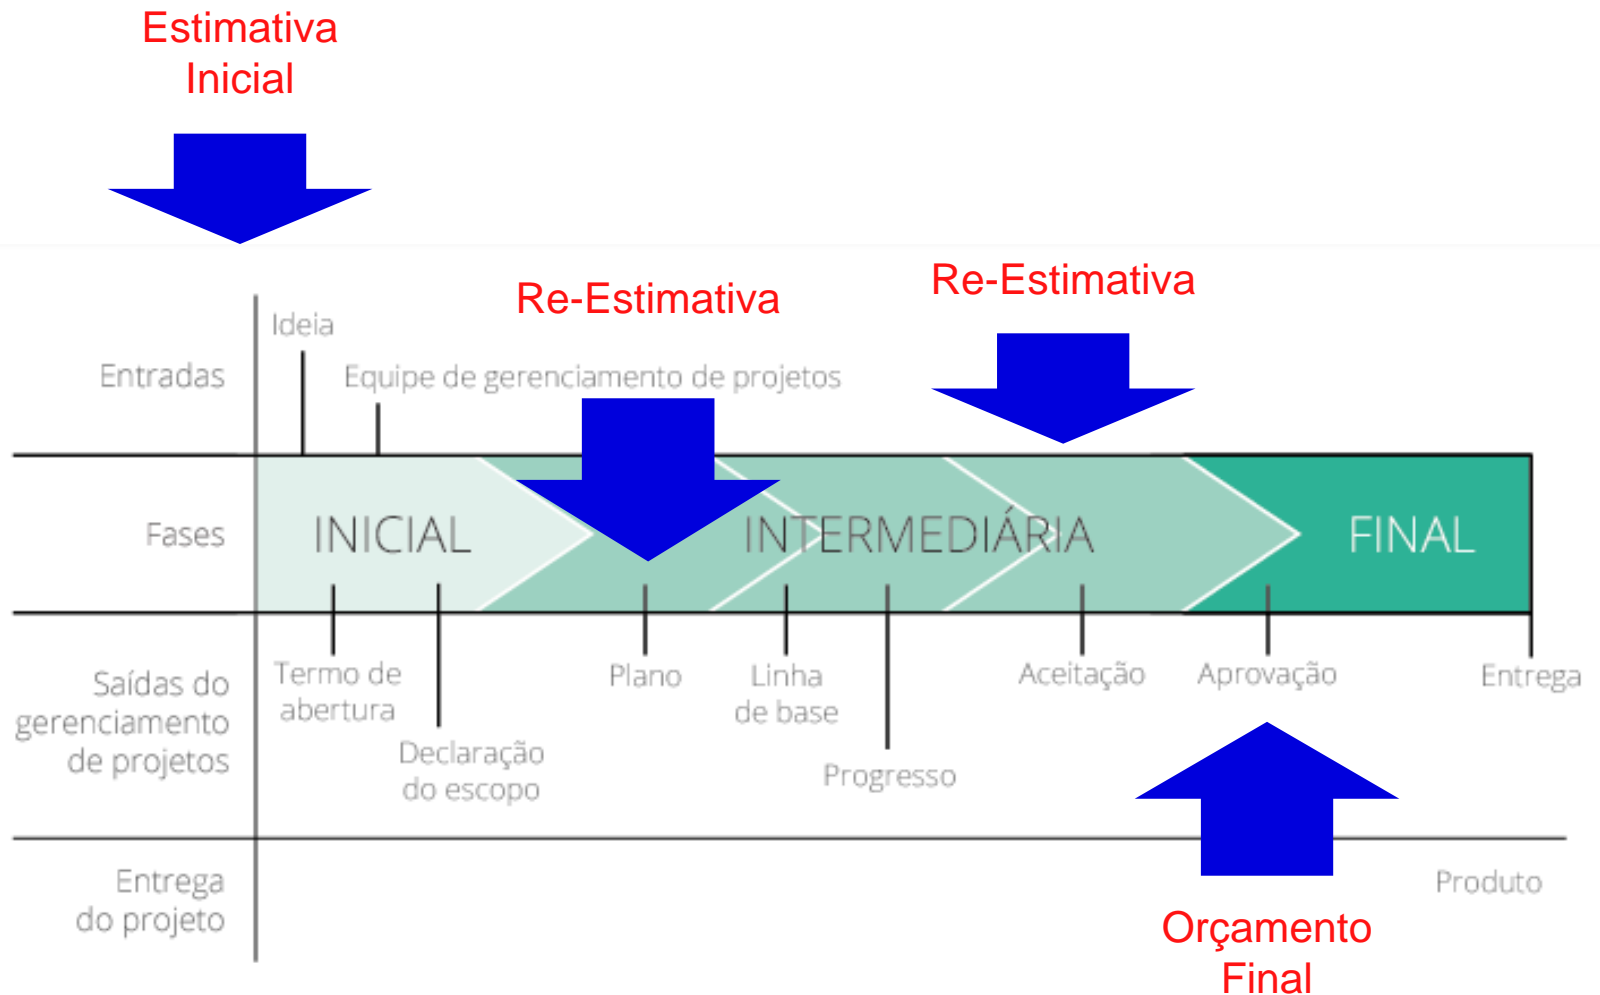 Estimativa
Inicial
Re-Estimativa
Re-Estimativa
Ideia
Entradas
Equipe de gerenciamento de projetos
Fases
INICIAL
INTERMEDIÁRIA
FINAL
Saídas do
gerenciamento
de projetos
Termo de
abertura
Declaração
do escopo
Plano
Linha
de base
Progresso
Aceitação
Aprovação
Entrega
Entrega
do projeto
Produto
Orçamento
Final